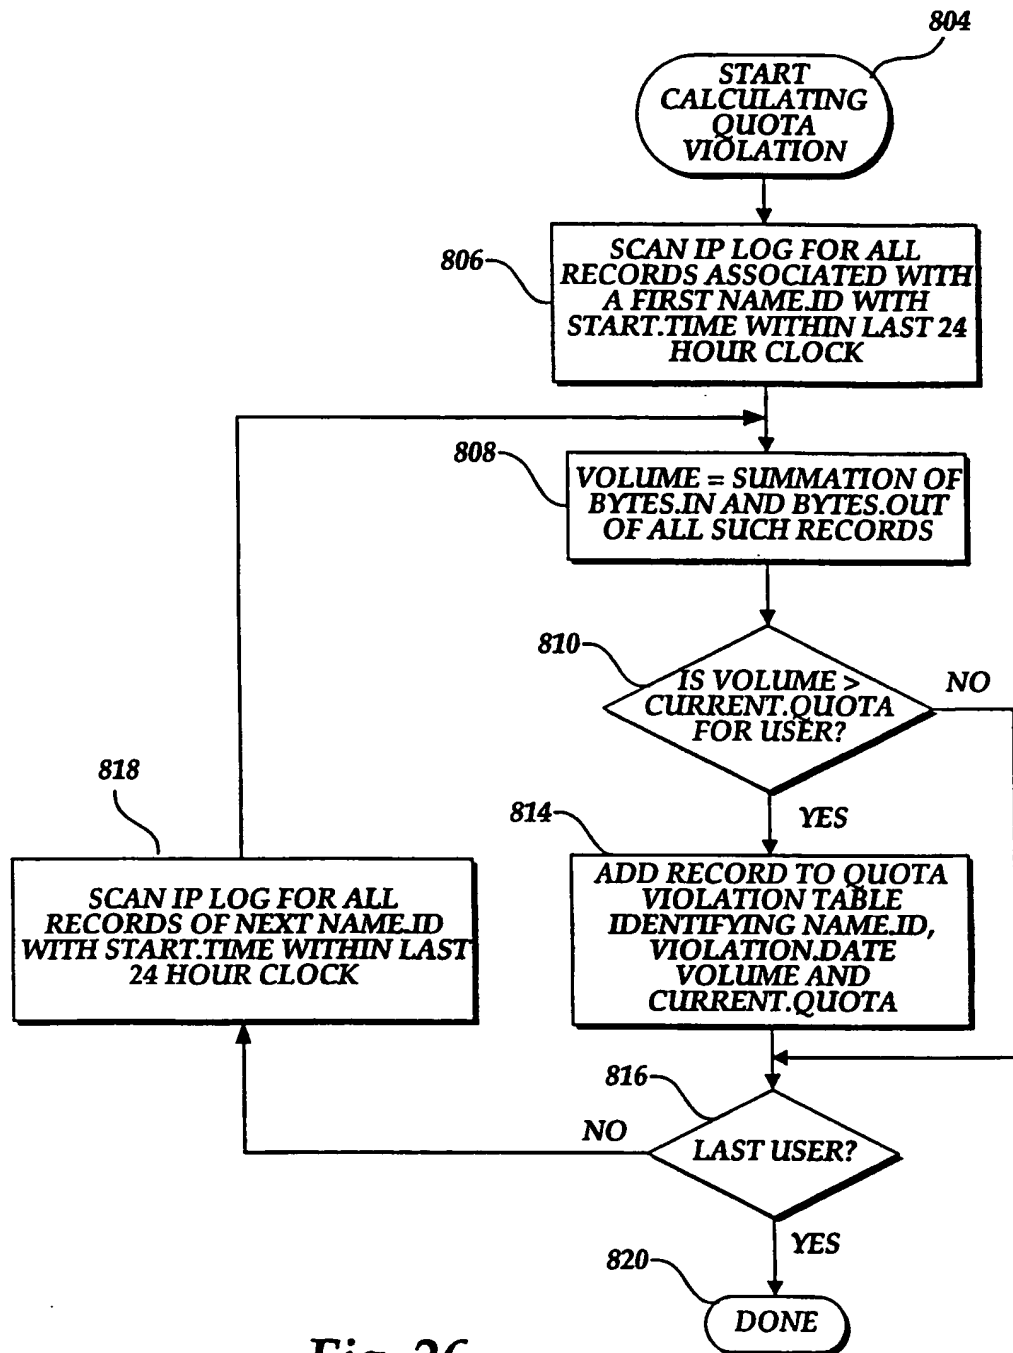 804
START
CALCULATING
QUOTA
VIOLATION
806
SCAN IP LOG FOR ALL
RECORDS ASSOCIATED WITH
A FIRST NAME.ID WITH
START.TIME WITHIN LAST 24
HOUR CLOCK
808
VOLUME = SUMMATION OF
BYTES.IN AND BYTES.OUT
OF ALL SUCH RECORDS
810
IS VOLUME >
CURRENT.QUOTA
FOR USER?
NO
YES
814
ADD RECORD TO QUOTA
VIOLATION TABLE
IDENTIFYING NAME.ID,
VIOLATION.DATE
VOLUME AND
CURRENT.QUOTA
818
SCAN IP LOG FOR ALL
RECORDS OF NEXT NAME.ID
WITH START.TIME WITHIN LAST
24 HOUR CLOCK
816
LAST USER?
NO
YES
820
DONE
Fig. 26